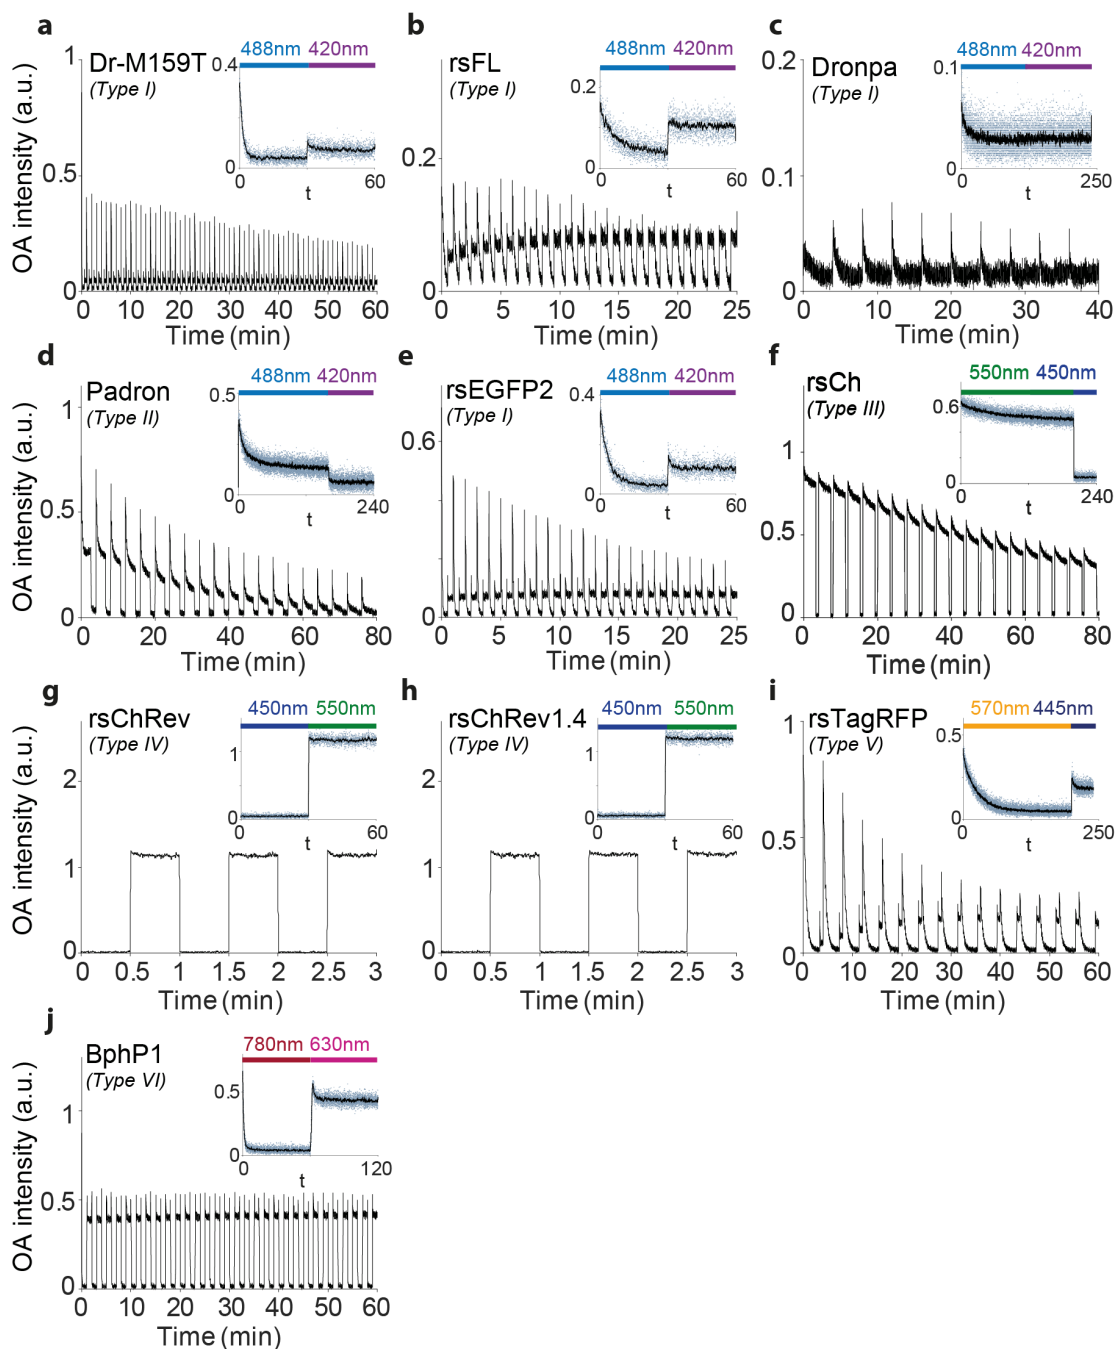 a
Dr-M159T
(Type I)
488nm 420nm
0.4
0
0 t 60
OA intensity (a.u.)
1
0.5
0
0 10 20 30 40 50 60
Time (min)
b
rsFL
(Type I)
488nm 420nm
0.2
0
0 t 60
0.2
0
0 5 10 15 20 25
Time (min)
c
Dronpa
(Type I)
488nm 420nm
0.1
0
0 t 250
0.2
0.1
0
0 10 20 30 40
Time (min)
d
Padron
(Type II)
488nm 420nm
0.5
0
0 t 240
OA intensity (a.u.)
1
0.5
0
0 20 40 60 80
Time (min)
e
rsEGFP2
(Type I)
488nm 420nm
0.4
0
0 t 60
0.6
0
0 5 10 15 20 25
Time (min)
f
rsCh
(Type III)
550nm 450nm
0.6
0
0 t 240
1
0.5
0
0 20 40 60 80
Time (min)
g
rsChRev
(Type IV)
450nm 550nm
1
0
0 t 60
OA intensity (a.u.)
2
1
0
0 0.5 1 1.5 2 2.5 3
Time (min)
h
rsChRev1.4
(Type IV)
450nm 550nm
1
0
0 t 60
2
1
0
0 0.5 1 1.5 2 2.5 3
Time (min)
i
rsTagRFP
(Type V)
570nm 445nm
0.5
0
0 t 250
1
0.5
0
0 10 20 30 40 50 60
Time (min)
j
BphP1
(Type VI)
780nm 630nm
0.5
0
0 t 120
OA intensity (a.u.)
1
0.5
0
0 10 20 30 40 50 60
Time (min)